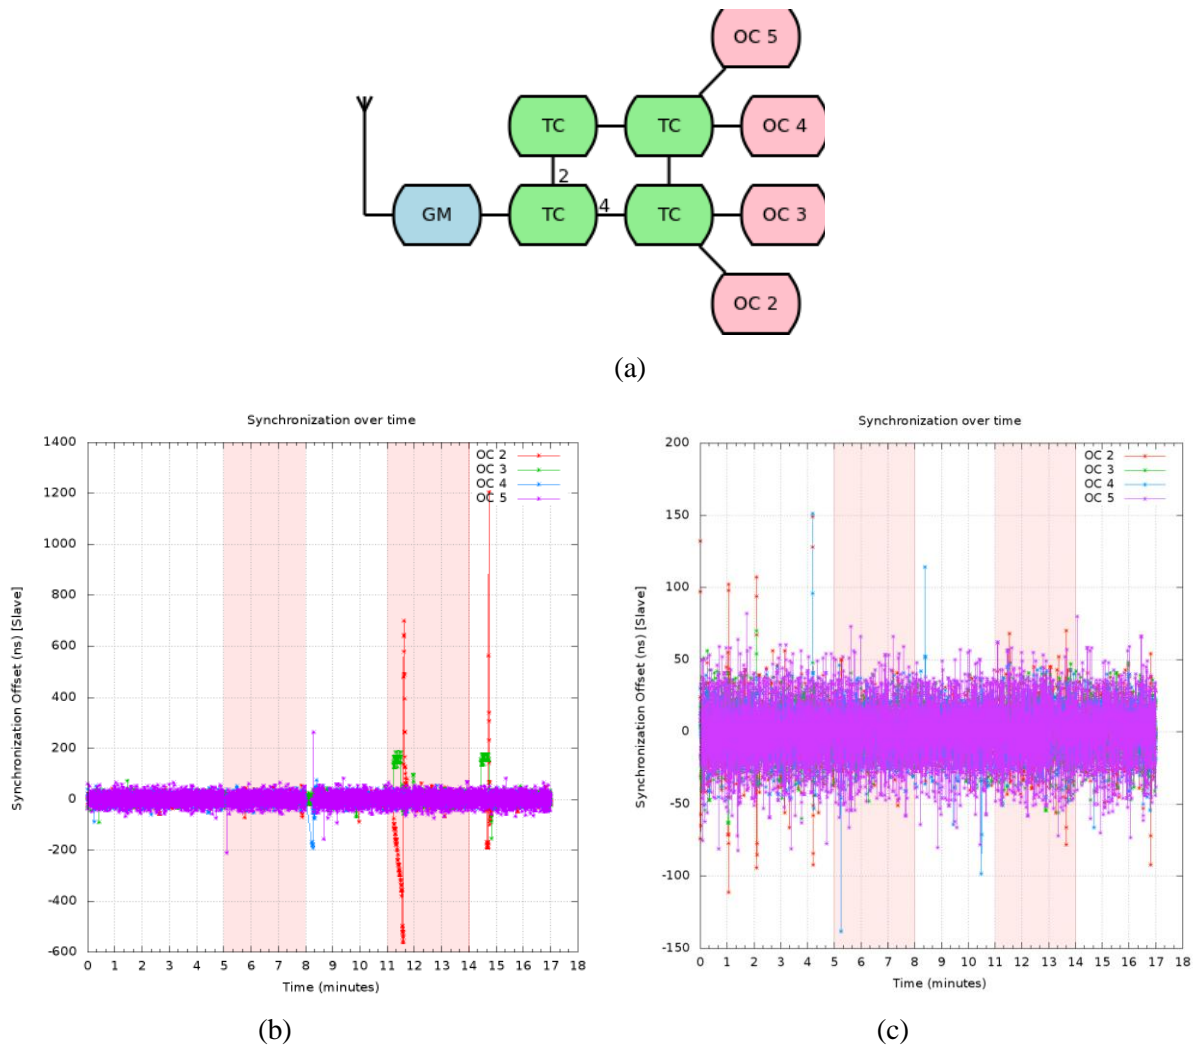 OC 5
TC
TC
OC 4
2
GM
TC
4
TC
OC 3
OC 2
(a)
Synchronization over time
1400
1200
1000
800
600
400
200
0
-200
-400
-600
Synchronization Offset (ns) [Slave]
OC 2
OC 3
OC 4
OC 5
0 1 2 3 4 5 6 7 8 9 10 11 12 13 14 15 16 17 18
Time (minutes)
(b)
Synchronization over time
200
150
100
50
0
-50
-100
-150
Synchronization Offset (ns) [Slave]
OC 2
OC 3
OC 4
OC 5
0 1 2 3 4 5 6 7 8 9 10 11 12 13 14 15 16 17 18
Time (minutes)
(c)